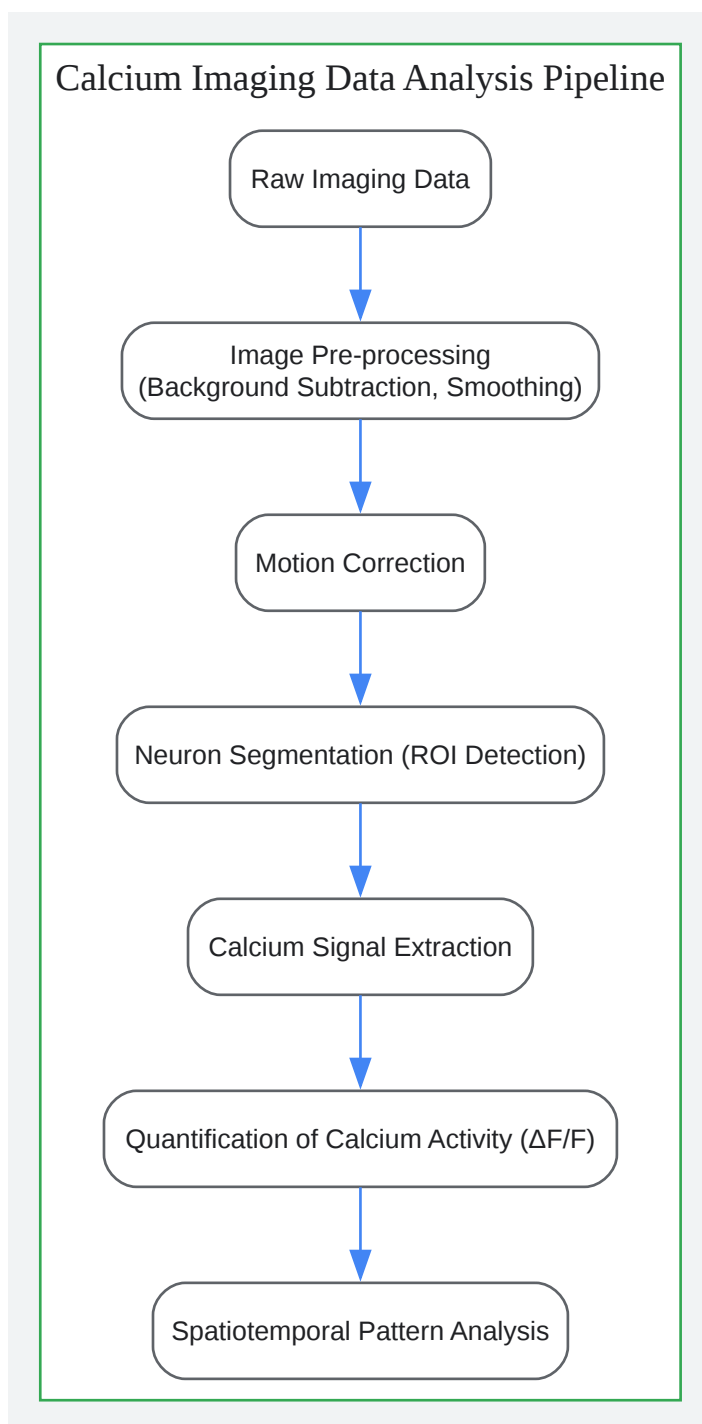 Calcium Imaging Data Analysis Pipeline
Raw Imaging Data
Image Pre-processing
(Background Subtraction, Smoothing)
Motion Correction
Neuron Segmentation (ROI Detection)
Calcium Signal Extraction
Quantification of Calcium Activity (ΔF/F)
Spatiotemporal Pattern Analysis